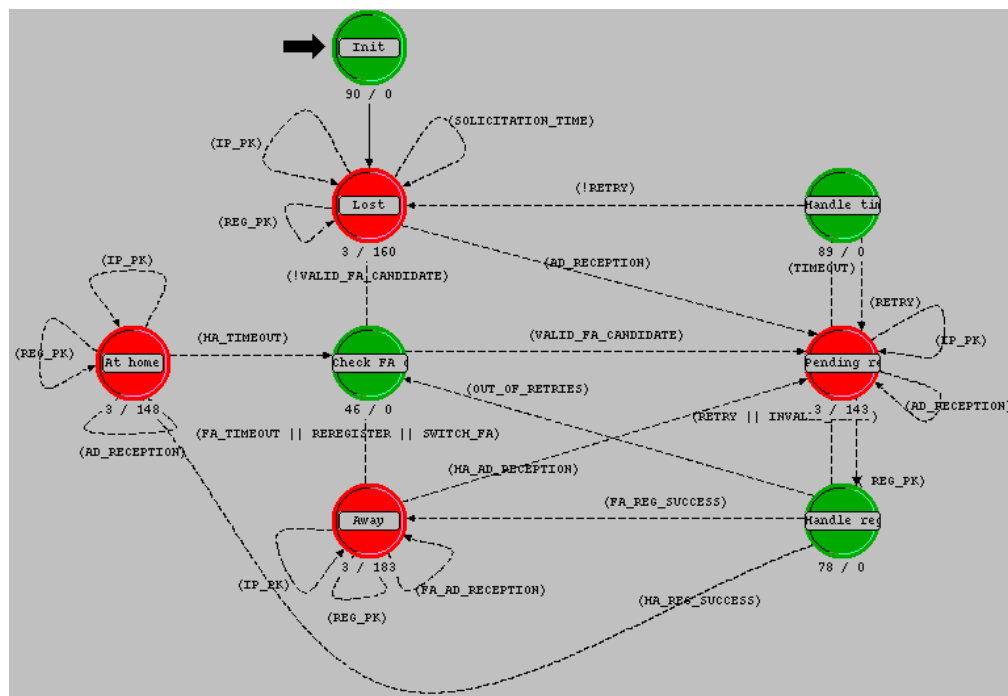 Init
90 / 0
(IP_PK)
(SOLICITATION_TIME)
Lost
(REG_PK)
3 / 160
(!RETRY)
Handle tim
89 / 0
(!VALID_FA_CANDIDATE)
(AD_RECEPTION)
(TIMEOUT)
(RETRY)
(IP_PK)
(REG_PK)
At home
3 / 148
(AD_RECEPTION)
(HA_TIMEOUT)
Check FA
46 / 0
(VALID_FA_CANDIDATE)
(OUT_OF_RETRIES)
Pending re
3 / 143
(IP_PK)
(AD_RECEPTION)
(FA_TIMEOUT || REREGISTER || SWITCH_FA)
(RETRY || INVAL
(HA_AD_RECEPTION)
REG_PK)
(FA_REG_SUCCESS)
Away
3 / 183
(IP_PK)
(REG_PK)
(FA_AD_RECEPTION)
Handle reg
78 / 0
(HA_REG_SUCCESS)